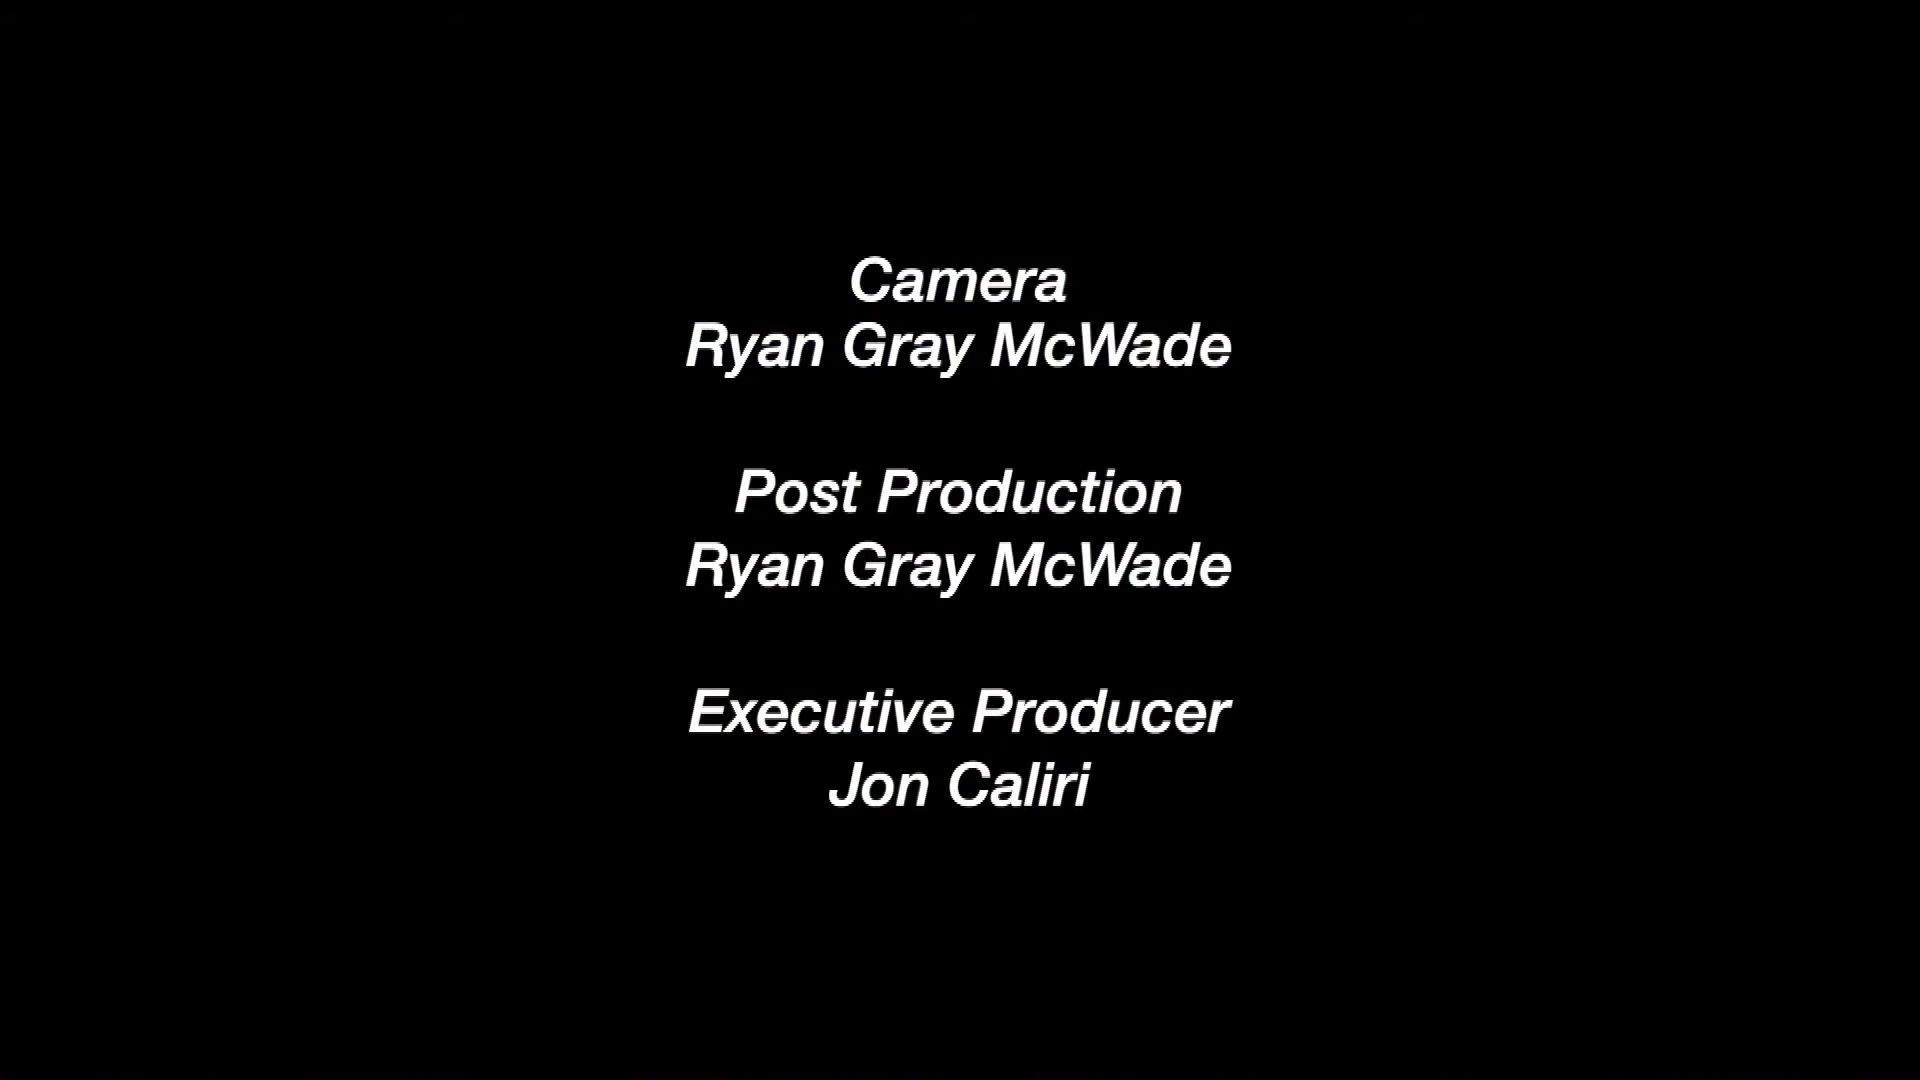 Camera
Ryan Gray McWade
Post Production
Ryan Gray McWade
Executive Producer
Jon Caliri